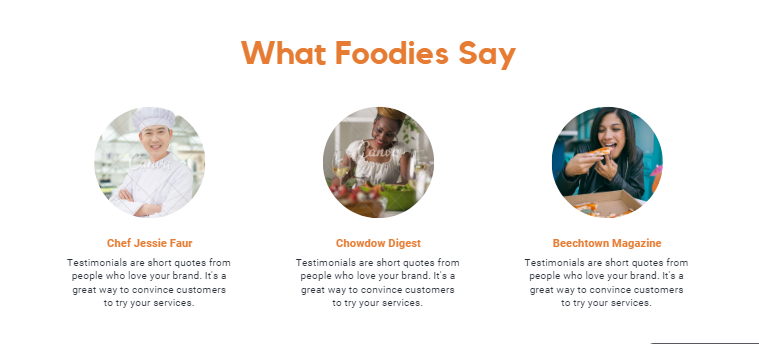 What Foodies Say
Canva
Canva
Chef Jessie Faur
Testimonials are short quotes from
people who love your brand. It's a
great way to convince customers
to try your services.
Chowdow Digest
Testimonials are short quotes from
people who love your brand. It's a
great way to convince customers
to try your services.
Beechtown Magazine
Testimonials are short quotes from
people who love your brand. It's a
great way to convince customers
to try your services.